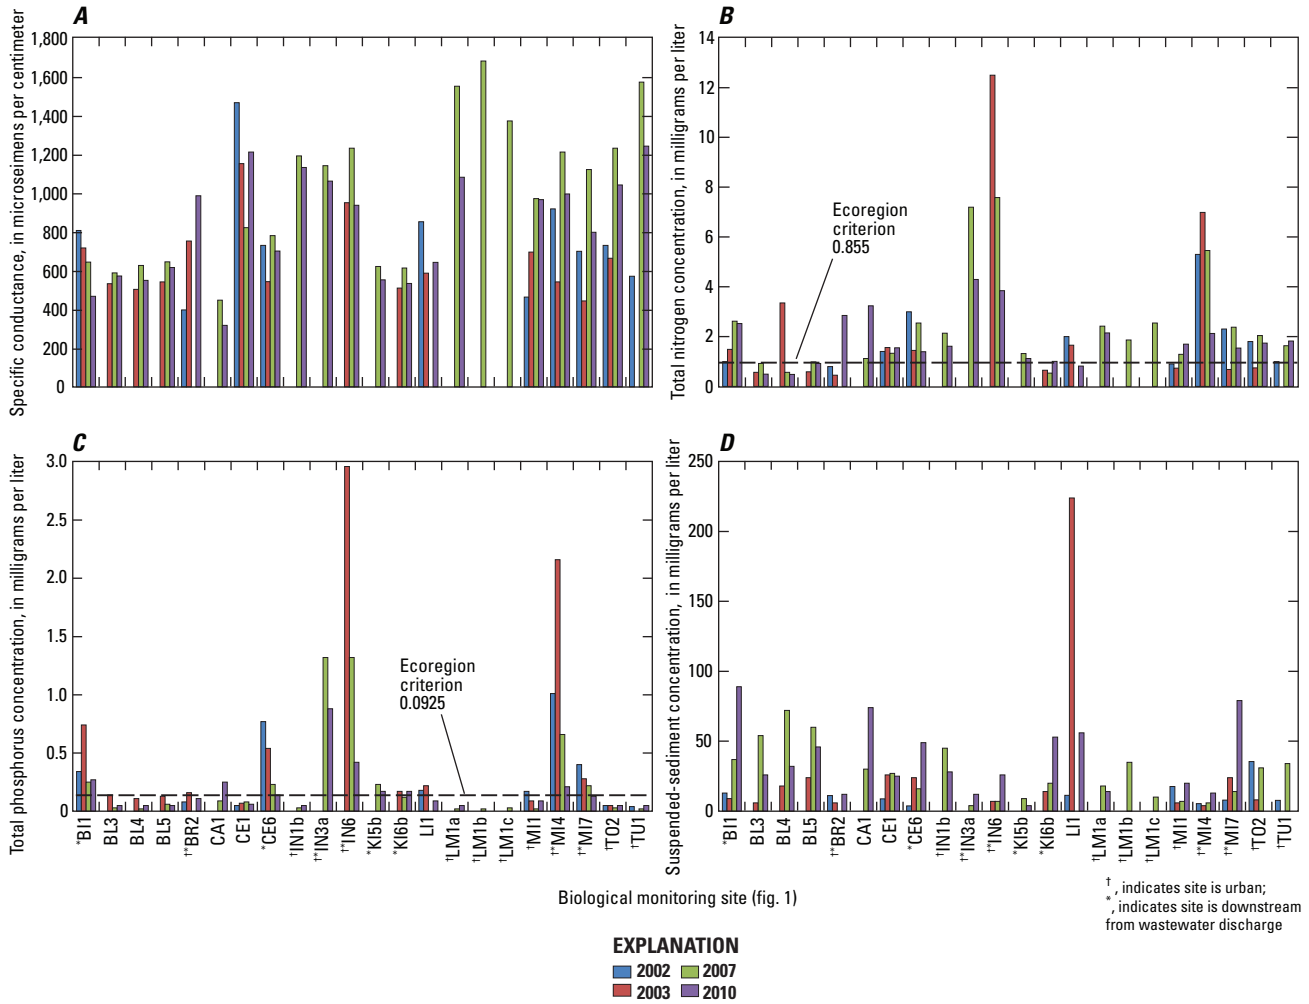 A
Specific conductance, in microseimens per centimeter
1,800
1,600
1,400
1,200
1,000
800
600
400
200
0
B
Total nitrogen concentration, in milligrams per liter
14
12
10
8
6
4
2
0
Ecoregion
criterion
0.855
C
Total phosphorus concentration, in milligrams per liter
3.0
2.5
2.0
1.5
1.0
0.5
0
Ecoregion
criterion
0.0925
*BI1
BL3
BL4
BL5
†*BR2
CA1
CE1
*CE6
†IN1b
†*IN3a
†*IN6
*KI5b
*KI6b
LI1
†LM1a
†LM1b
†LM1c
†MI1
†*MI4
†*MI7
†TO2
†TU1
D
Suspended-sediment concentration, in milligrams per liter
250
200
150
100
50
0
*BI1
BL3
BL4
BL5
†*BR2
CA1
CE1
*CE6
†IN1b
†*IN3a
†*IN6
*KI5b
*KI6b
LI1
†LM1a
†LM1b
†LM1c
†MI1
†*MI4
†*MI7
†TO2
†TU1
Biological monitoring site (fig. 1)
† , indicates site is urban;
* , indicates site is downstream
from wastewater discharge
EXPLANATION
2002 2007
2003 2010